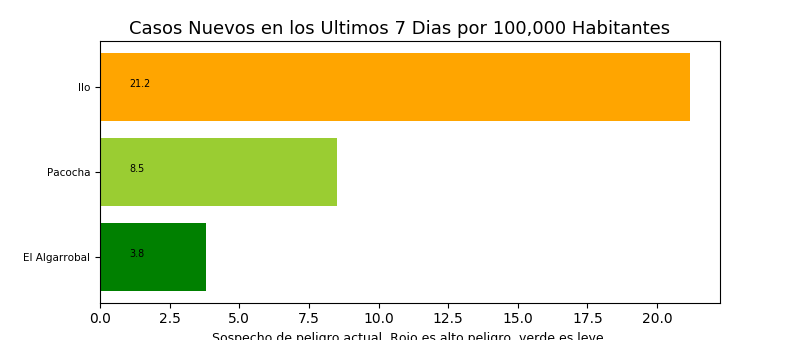 Casos Nuevos en los Ultimos 7 Dias por 100,000 Habitantes
Ilo
21.2
Pacocha
8.5
El Algarrobal
3.8
0.0 2.5 5.0 7.5 10.0 12.5 15.0 17.5 20.0
Sospecho de peligro actual. Rojo es alto peligro, verde es leve